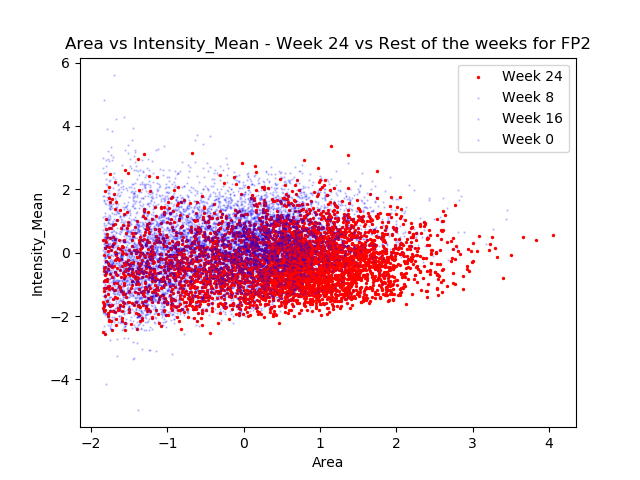 Area vs Intensity_Mean - Week 24 vs Rest of the weeks for FP2
Week 24
Week 8
Week 16
Week 0
Intensity_Mean
6
4
2
0
−2
−4
−2 −1 0 1 2 3 4
Area